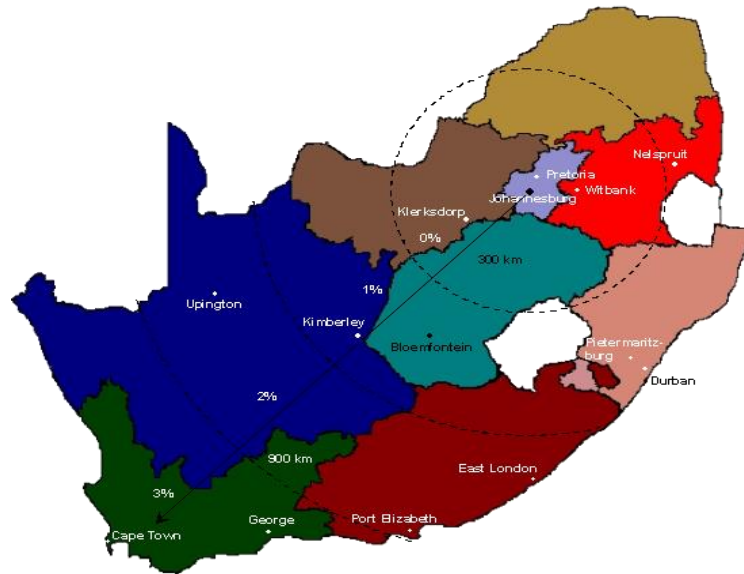 Nelspruit
Pretoria
Witbank
Johannesburg
Klerksdorp
0%
300 km
1%
Upington
Kimberley
Bloemfontein
Pietermaritz-
burg
Durban
2%
900 km
East London
3%
Port Elizabeth
George
Cape Town